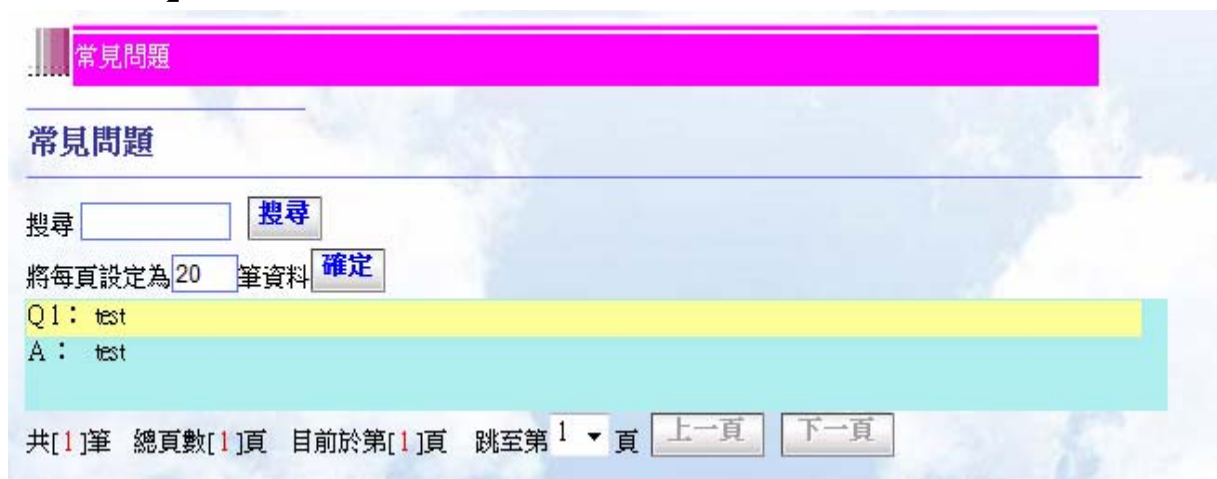 常見問題
常見問題
搜尋 搜尋
將每頁設定為 20 筆資料 確定
Q1： test
A： test
共[1]筆 總頁數[1]頁 目前於第[1]頁 跳至第 1 頁 上一頁 下一頁